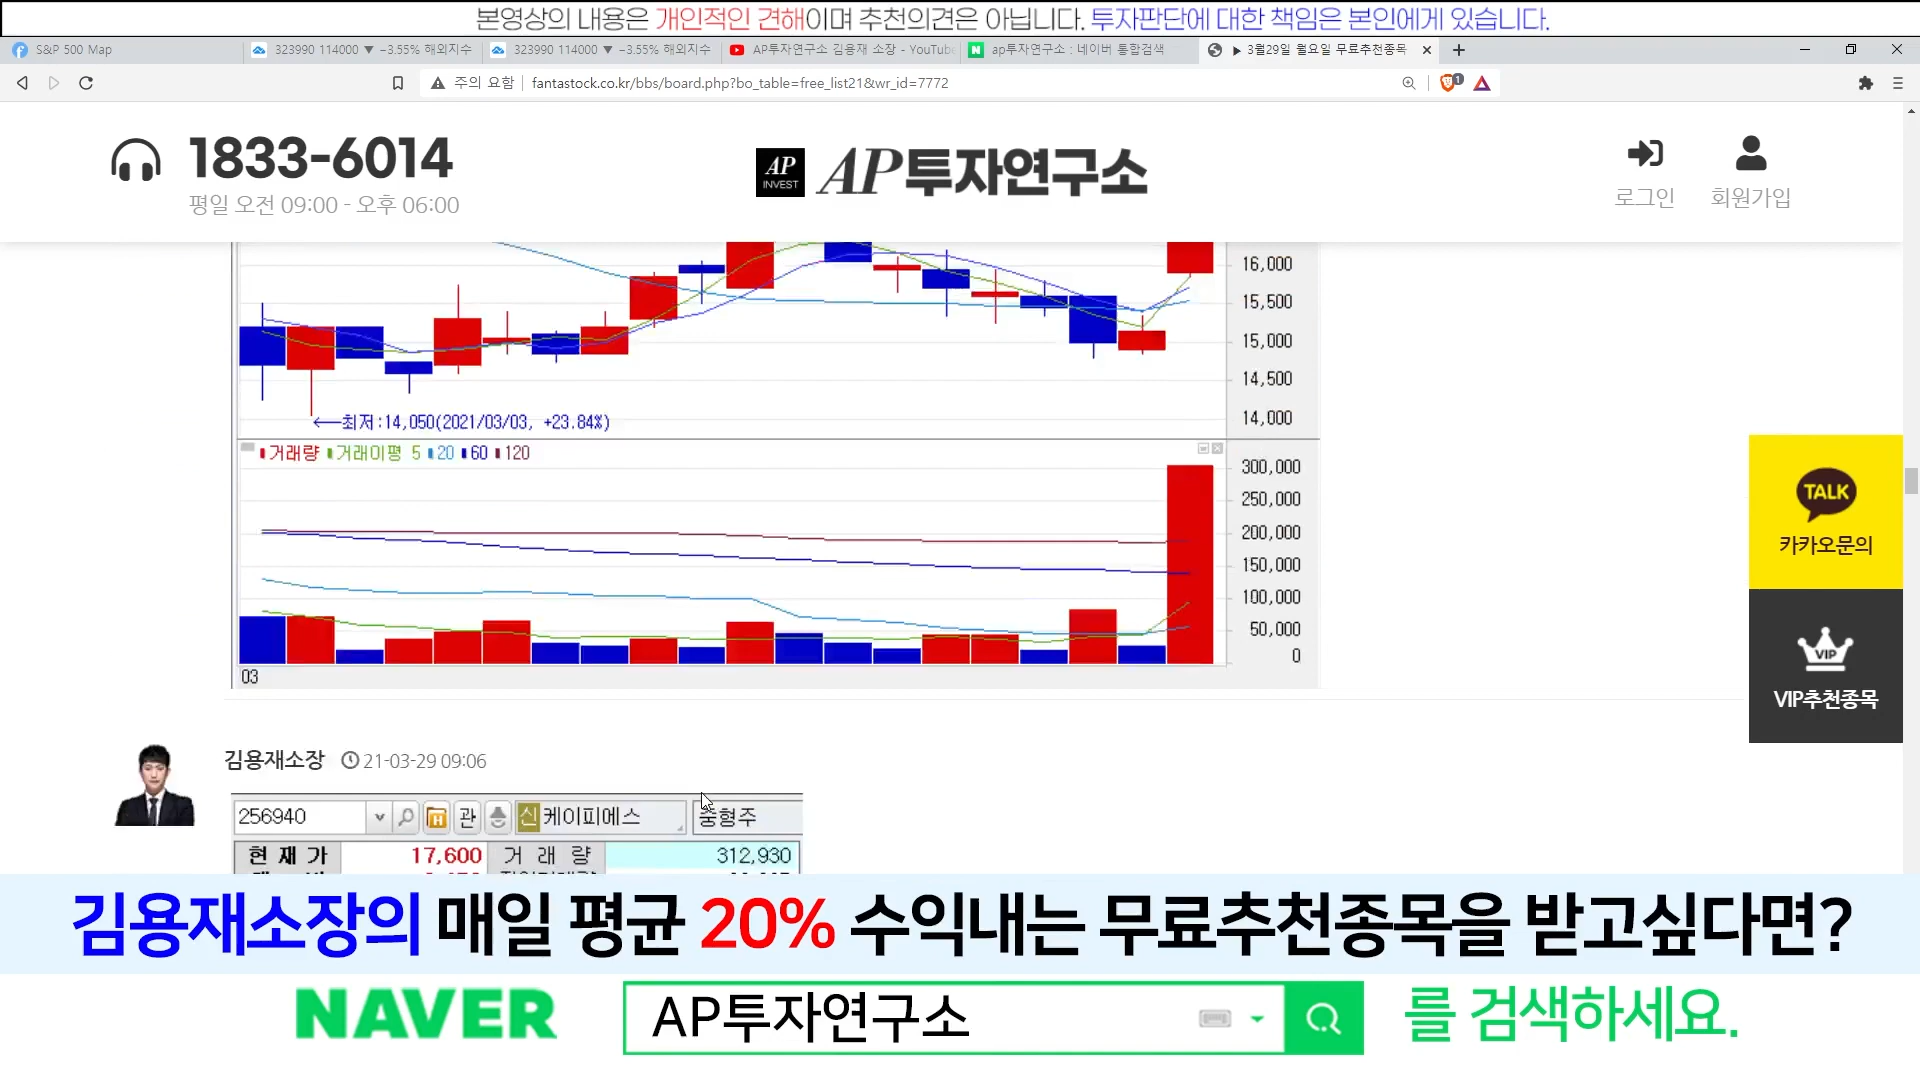 본영상의 내용은 개인적인 견해이며 추천의견은 아닙니다. 투자판단에 대한 책임은 본인에게 있습니다.
S&P 500 Map
323990 114000 ▼ -3.55% 해외지수
323990 114000 ▼ -3.55% 해외지수
AP투자연구소 김용재 소장 - YouTube
ap투자연구소 : 네이버 통합검색
▶ 3월29일 월요일 무료추천종목
주의 요함
fantastock.co.kr/bbs/board.php?bo_table=free_list21&wr_id=7772
1833-6014
평일 오전 09:00 - 오후 06:00
AP INVEST
AP투자연구소
로그인
회원가입
16,000
15,500
15,000
14,500
14,000
최저:14,050(2021/03/03, +23.84%)
거래량 거래이평 5 20 60 120
300,000
250,000
200,000
150,000
100,000
50,000
0
03
TALK
카카오문의
VIP
VIP추천종목
김용재소장 21-03-29 09:06
256940 관 신 케이피에스 중형주
현재가 17,600 거래량 312,930
김용재소장의 매일 평균 20% 수익내는 무료추천종목을 받고싶다면?
NAVER AP투자연구소 를 검색하세요.